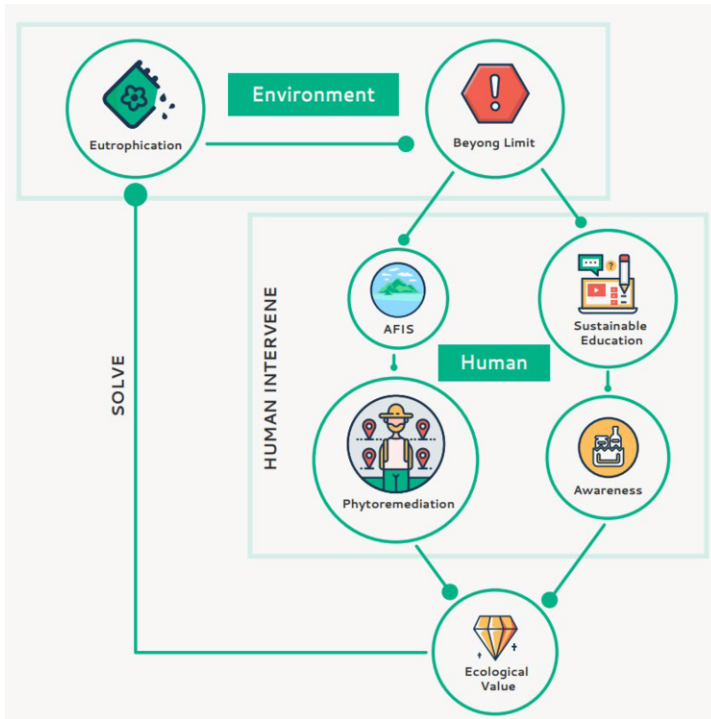 Environment
Eutrophication
Beyong Limit
HUMAN INTERVENE
SOLVE
AFIS
Sustainable
Education
Human
Phytoremediation
Awareness
Ecological
Value